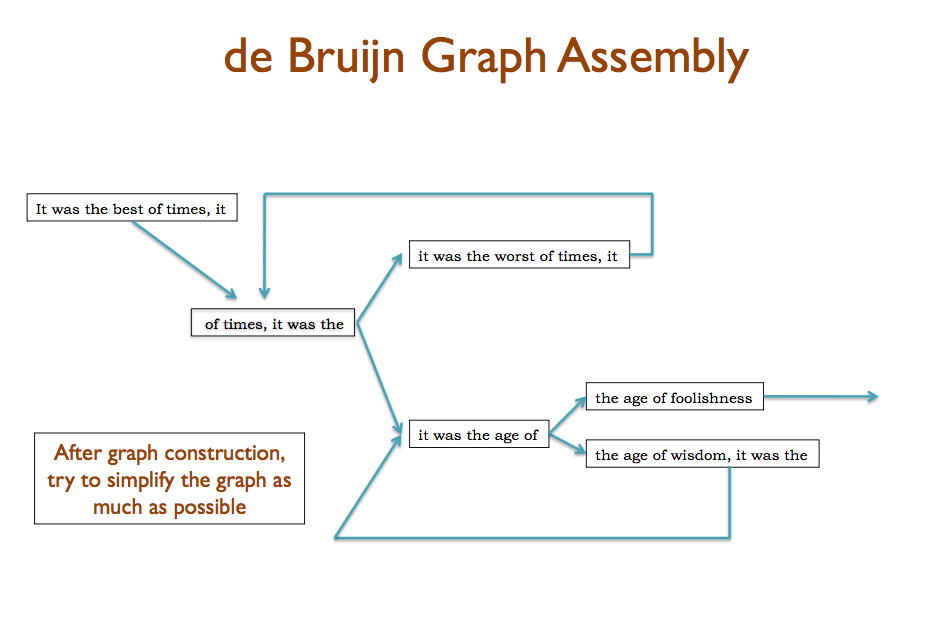 de Bruijn Graph Assembly
It was the best of times, it
it was the worst of times, it
of times, it was the
the age of foolishness
it was the age of
the age of wisdom, it was the
After graph construction,
try to simplify the graph as
much as possible